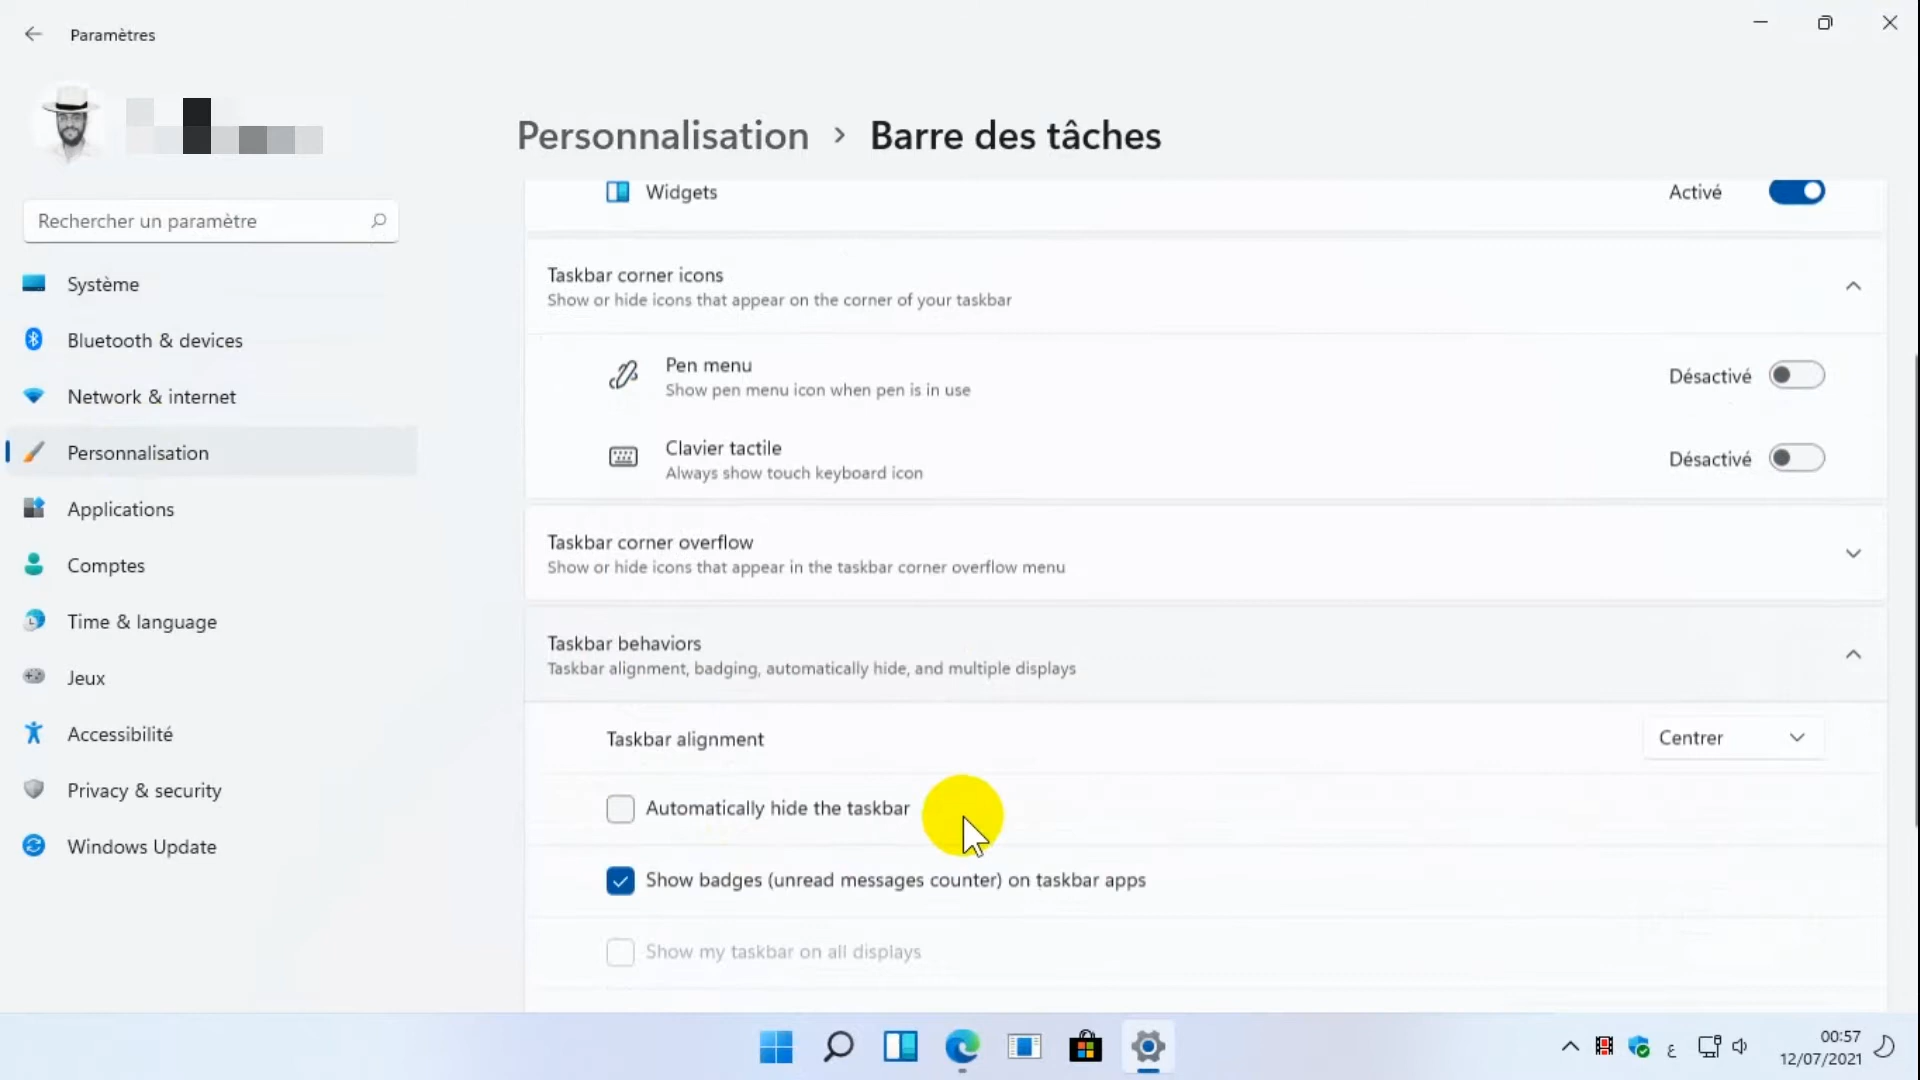 Paramètres
Rechercher un paramètre
Système
Bluetooth & devices
Network & internet
Personnalisation
Applications
Comptes
Time & language
Jeux
Accessibilité
Privacy & security
Windows Update
Personnalisation > Barre des tâches
Widgets
Activé
Taskbar corner icons
Show or hide icons that appear on the corner of your taskbar
Pen menu
Show pen menu icon when pen is in use
Désactivé
Clavier tactile
Always show touch keyboard icon
Désactivé
Taskbar corner overflow
Show or hide icons that appear in the taskbar corner overflow menu
Taskbar behaviors
Taskbar alignment, badging, automatically hide, and multiple displays
Taskbar alignment
Centrer
Automatically hide the taskbar
Show badges (unread messages counter) on taskbar apps
Show my taskbar on all displays
ع
00:57
12/07/2021